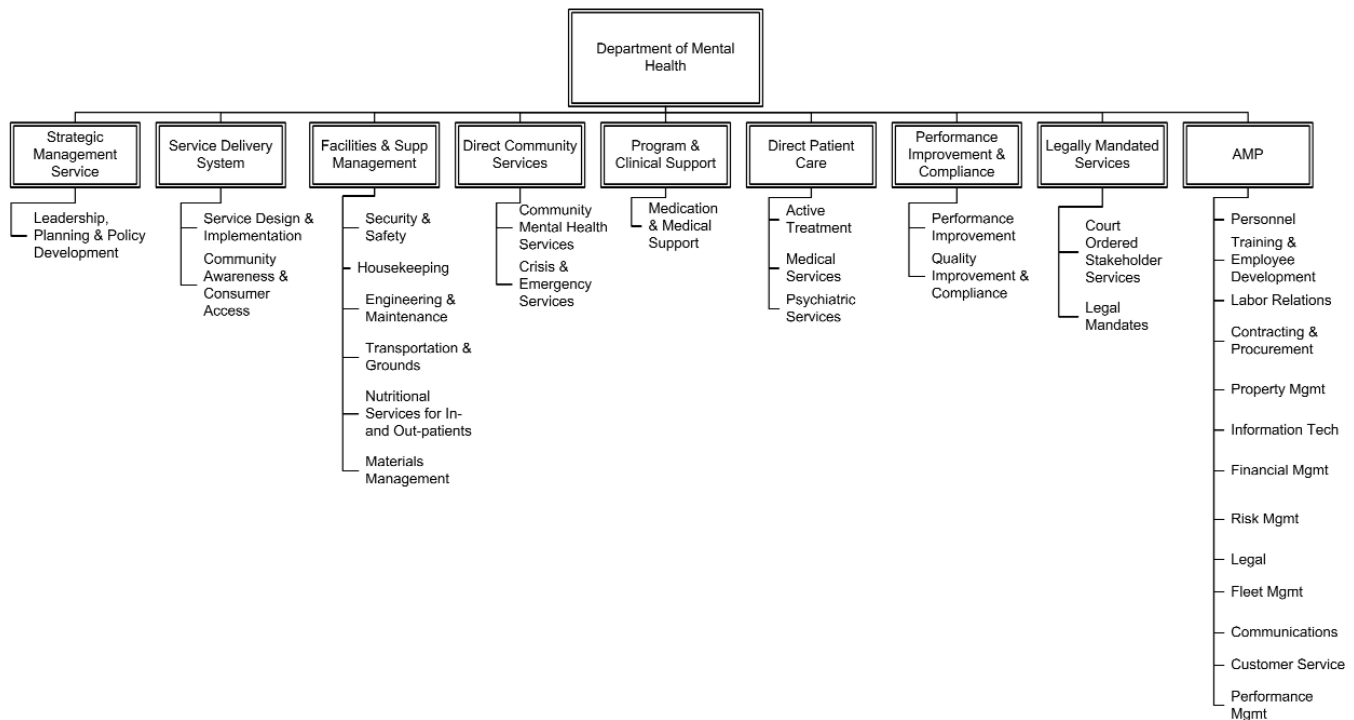 Department of Mental
Health
Strategic
Management
Service
Leadership,
Planning & Policy
Development
Service Delivery
System
Service Design &
Implementation
Community
Awareness &
Consumer
Access
Facilities & Supp
Management
Security &
Safety
Housekeeping
Engineering &
Maintenance
Transportation &
Grounds
Nutritional
Services for In-
and Out-patients
Materials
Management
Direct Community
Services
Community
Mental Health
Services
Crisis &
Emergency
Services
Program &
Clinical Support
Medication
& Medical
Support
Direct Patient
Care
Active
Treatment
Medical
Services
Psychiatric
Services
Performance
Improvement &
Compliance
Performance
Improvement
Quality
Improvement &
Compliance
Legally Mandated
Services
Court
Ordered
Stakeholder
Services
Legal
Mandates
AMP
Personnel
Training &
Employee
Development
Labor Relations
Contracting &
Procurement
Property Mgmt
Information Tech
Financial Mgmt
Risk Mgmt
Legal
Fleet Mgmt
Communications
Customer Service
Performance
Mgmt